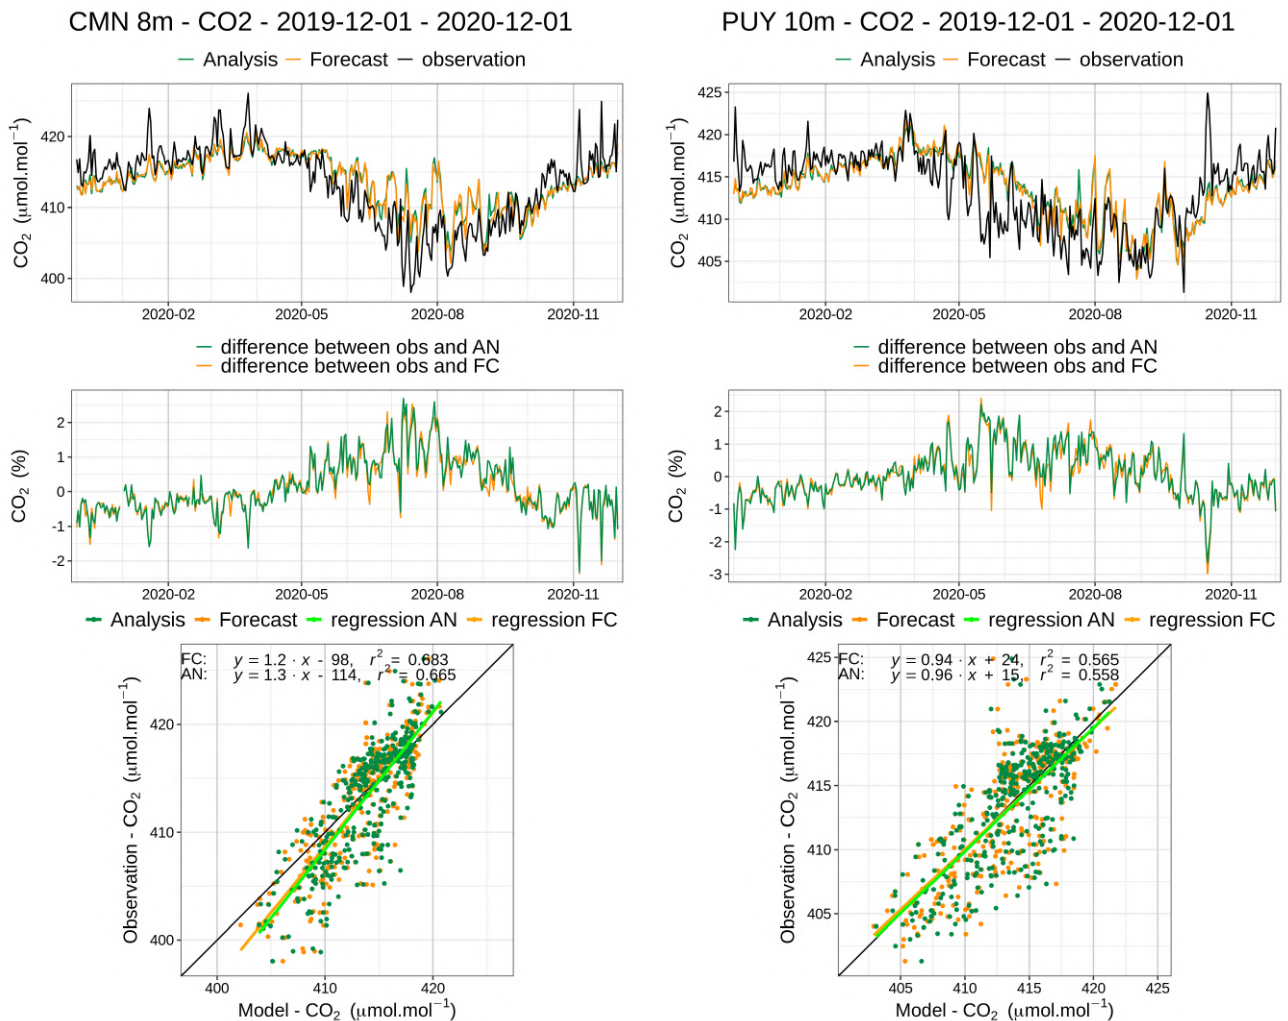 CMN 8m - CO2 - 2019-12-01 - 2020-12-01
Analysis Forecast observation
CO₂ (μmol.mol⁻¹)
420
410
400
2020-02 2020-05 2020-08 2020-11
difference between obs and AN
difference between obs and FC
CO₂ (%)
2
1
0
-1
-2
2020-02 2020-05 2020-08 2020-11
Analysis Forecast regression AN regression FC
FC: y = 1.2 · x - 98, r² = 0.683
AN: y = 1.3 · x - 114, r² = 0.665
Observation - CO₂ (μmol.mol⁻¹)
420
410
400
400 410 420
Model - CO₂ (μmol.mol⁻¹)
PUY 10m - CO2 - 2019-12-01 - 2020-12-01
Analysis Forecast observation
CO₂ (μmol.mol⁻¹)
425
420
415
410
405
2020-02 2020-05 2020-08 2020-11
difference between obs and AN
difference between obs and FC
CO₂ (%)
2
1
0
-1
-2
-3
2020-02 2020-05 2020-08 2020-11
Analysis Forecast regression AN regression FC
FC: y = 0.94 · x + 24, r² = 0.565
AN: y = 0.96 · x + 15, r² = 0.558
Observation - CO₂ (μmol.mol⁻¹)
425
420
415
410
405
405 410 415 420 425
Model - CO₂ (μmol.mol⁻¹)